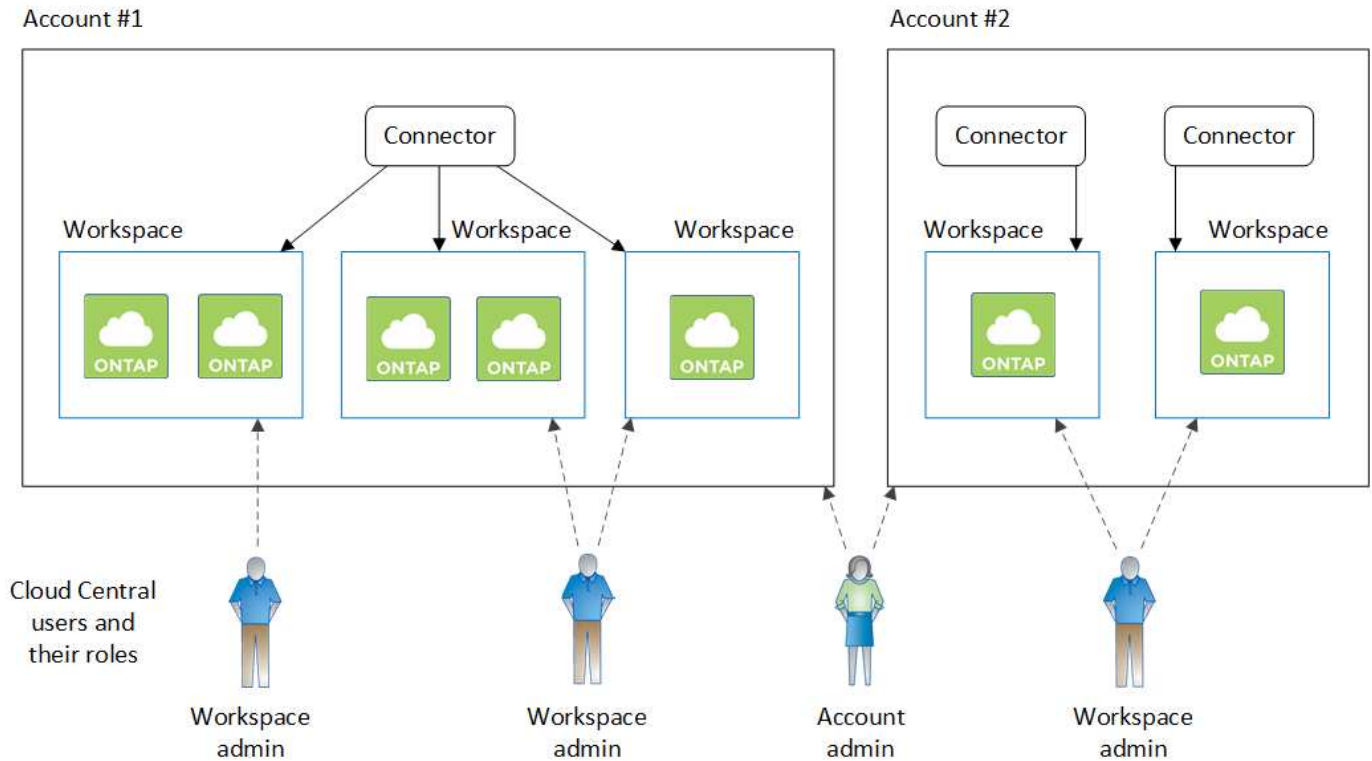 Account #1
Account #2
Connector
Connector
Connector
Workspace
Workspace
Workspace
Workspace
Workspace
ONTAP
ONTAP
ONTAP
ONTAP
ONTAP
ONTAP
ONTAP
Cloud Central
users and
their roles
Workspace
admin
Workspace
admin
Account
admin
Workspace
admin